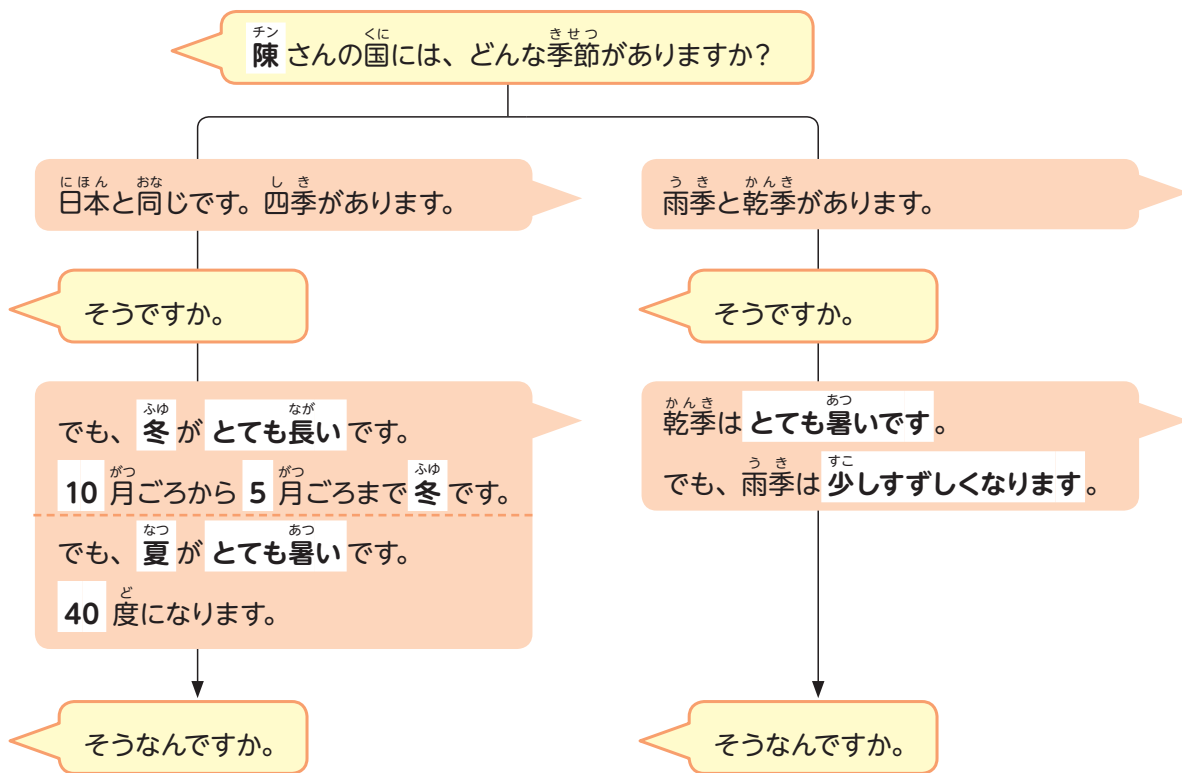 チン くに きせつ
陳さんの国には、どんな季節がありますか？
にほん おな しき
日本と同じです。四季があります。
そうですか。
ふゆ なが
でも、冬がとても長いです。
がつ がつ ふゆ
10月ごろから5月ごろまで冬です。
なつ あつ
でも、夏がとても暑いです。
ど
40度になります。
そうなんですか。
うき かんき
雨季と乾季があります。
そうですか。
かんき あつ
乾季はとても暑いです。
うき すこ
でも、雨季は少しすずしくなります。
そうなんですか。